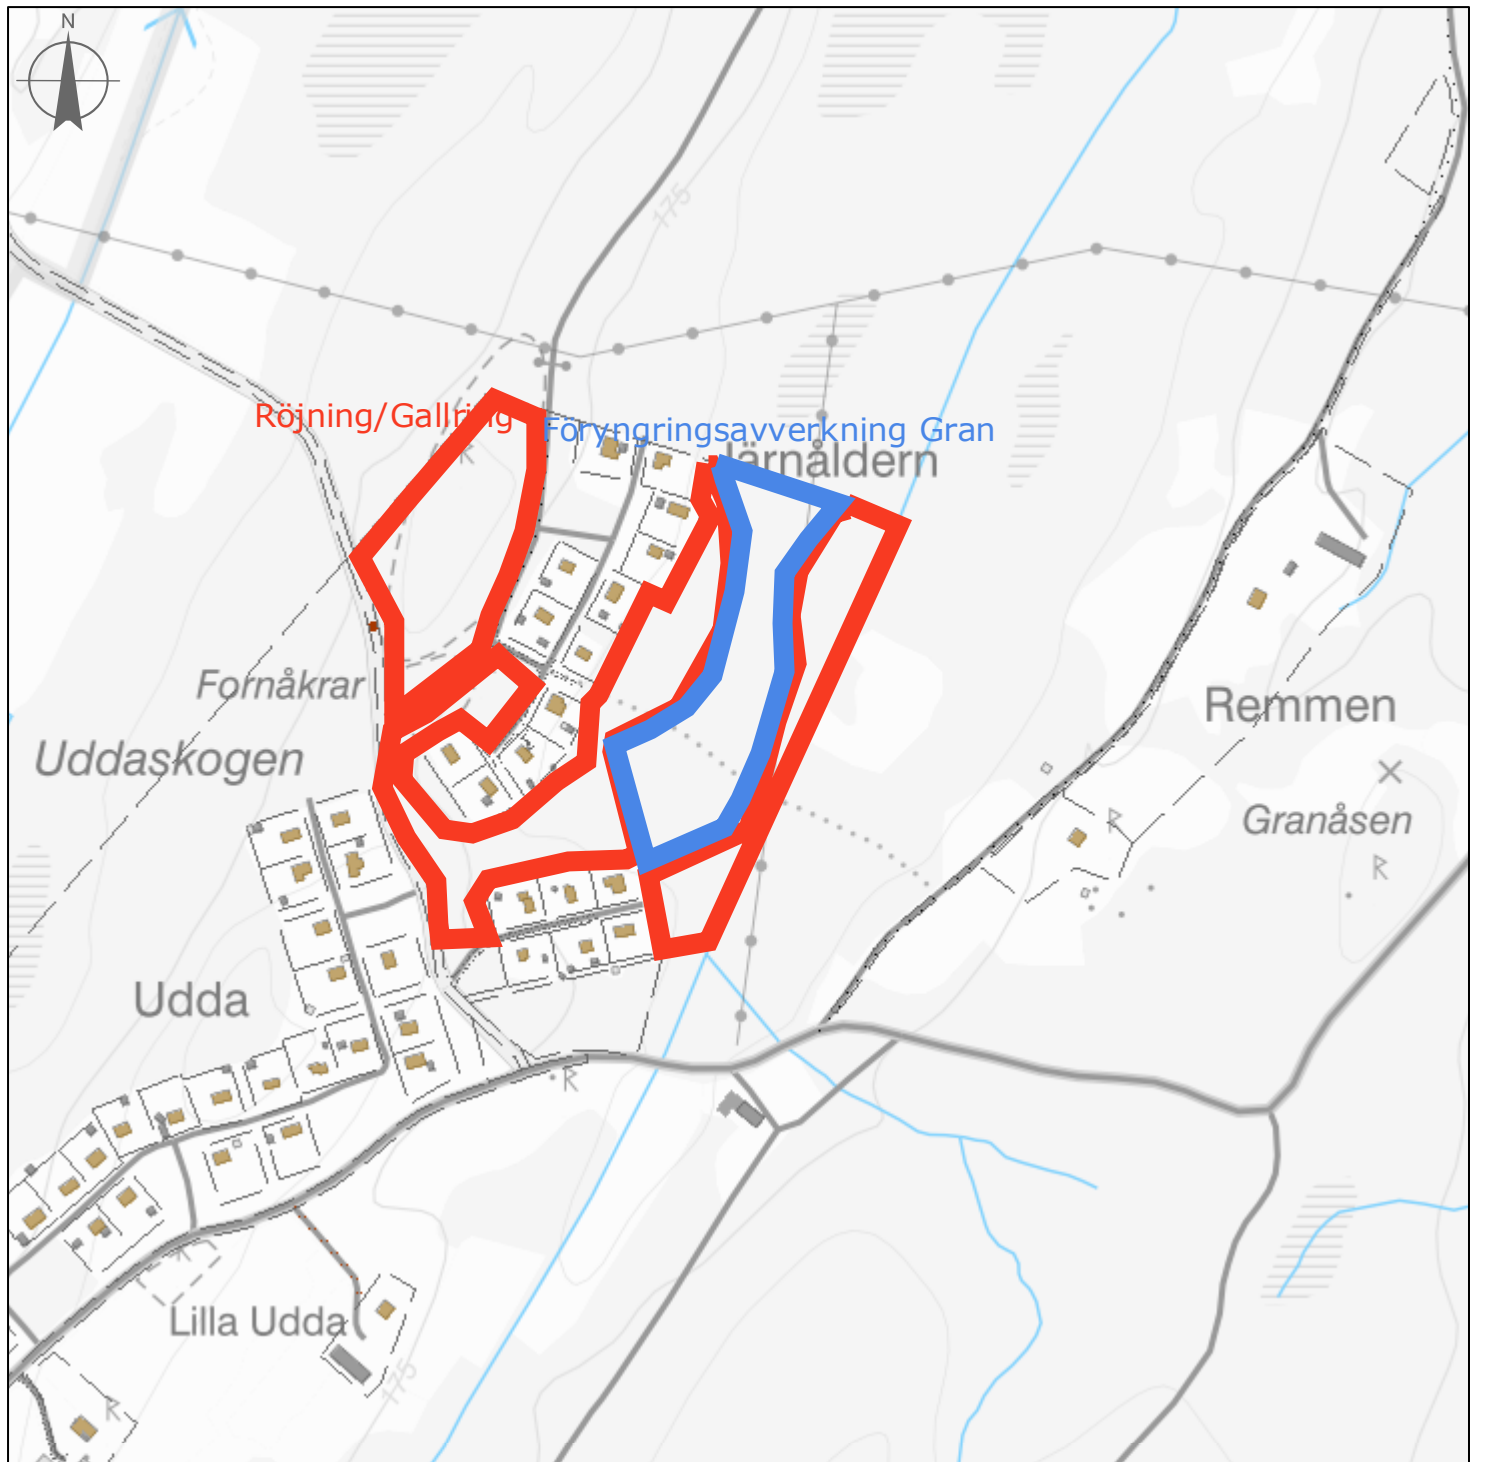 N
175
Röjning/Gallring
Föryngringsavverkning Gran
Järnåldern
R
Fornåkrar
Remmen
Uddaskogen
R
Granåsen
R
Udda
R
Lilla Udda
R
175
R